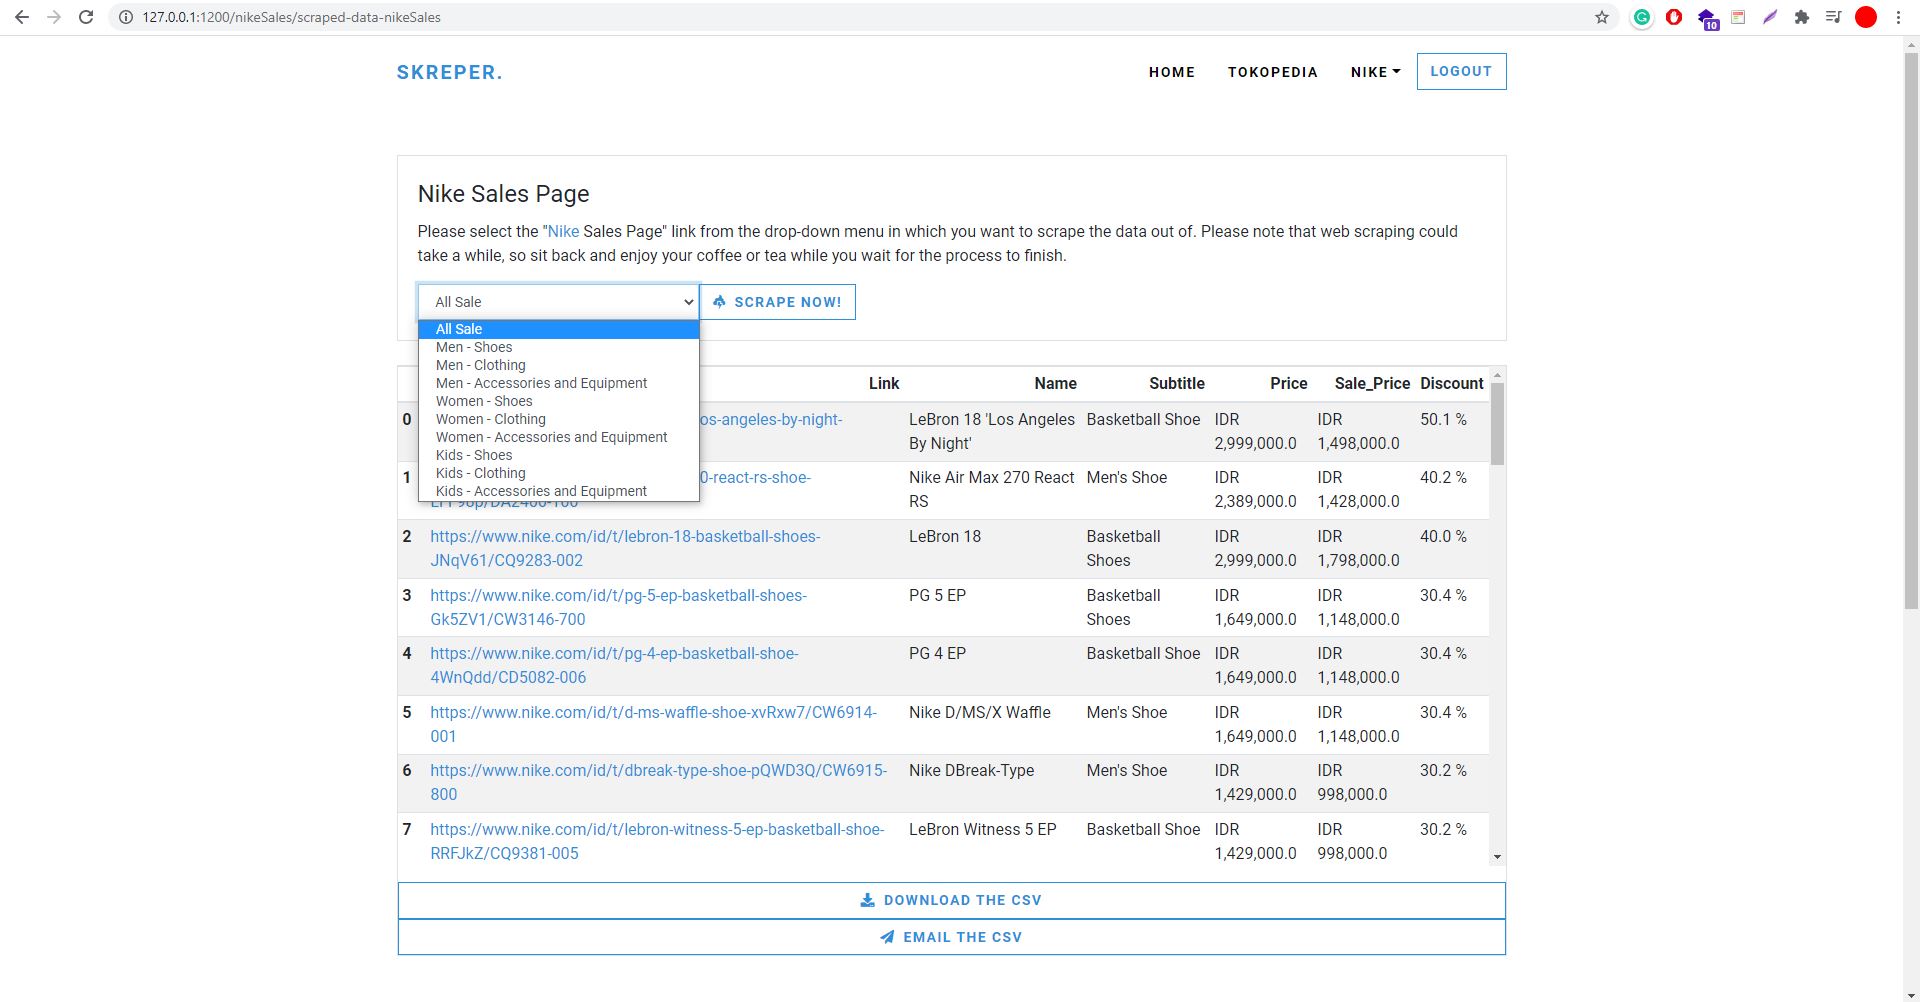 127.0.0.1:1200/nikeSales/scraped-data-nikeSales
10
SKREPER.
HOME TOKOPEDIA NIKE LOGOUT
Nike Sales Page
Please select the "Nike Sales Page" link from the drop-down menu in which you want to scrape the data out of. Please note that web scraping could
take a while, so sit back and enjoy your coffee or tea while you wait for the process to finish.
All Sale SCRAPE NOW!
All Sale
Men - Shoes
Men - Clothing
Men - Accessories and Equipment
Women - Shoes
Women - Clothing
Women - Accessories and Equipment
Kids - Shoes
Kids - Clothing
Kids - Accessories and Equipment
Link Name Subtitle Price Sale_Price Discount
0 os-angeles-by-night- LeBron 18 'Los Angeles Basketball Shoe IDR IDR 50.1 %
By Night' 2,999,000.0 1,498,000.0
1 0-react-rs-shoe- Nike Air Max 270 React Men's Shoe IDR IDR 40.2 %
RS 2,389,000.0 1,428,000.0
2 https://www.nike.com/id/t/lebron-18-basketball-shoes- LeBron 18 Basketball IDR IDR 40.0 %
JNqV61/CQ9283-002 Shoes 2,999,000.0 1,798,000.0
3 https://www.nike.com/id/t/pg-5-ep-basketball-shoes- PG 5 EP Basketball IDR IDR 30.4 %
Gk5ZV1/CW3146-700 Shoes 1,649,000.0 1,148,000.0
4 https://www.nike.com/id/t/pg-4-ep-basketball-shoe- PG 4 EP Basketball Shoe IDR IDR 30.4 %
4WnQdd/CD5082-006 1,649,000.0 1,148,000.0
5 https://www.nike.com/id/t/d-ms-waffle-shoe-xvRxw7/CW6914- Nike D/MS/X Waffle Men's Shoe IDR IDR 30.4 %
001 1,649,000.0 1,148,000.0
6 https://www.nike.com/id/t/dbreak-type-shoe-pQWD3Q/CW6915- Nike DBreak-Type Men's Shoe IDR IDR 30.2 %
800 1,429,000.0 998,000.0
7 https://www.nike.com/id/t/lebron-witness-5-ep-basketball-shoe- LeBron Witness 5 EP Basketball Shoe IDR IDR 30.2 %
RRFJkZ/CQ9381-005 1,429,000.0 998,000.0
DOWNLOAD THE CSV
EMAIL THE CSV